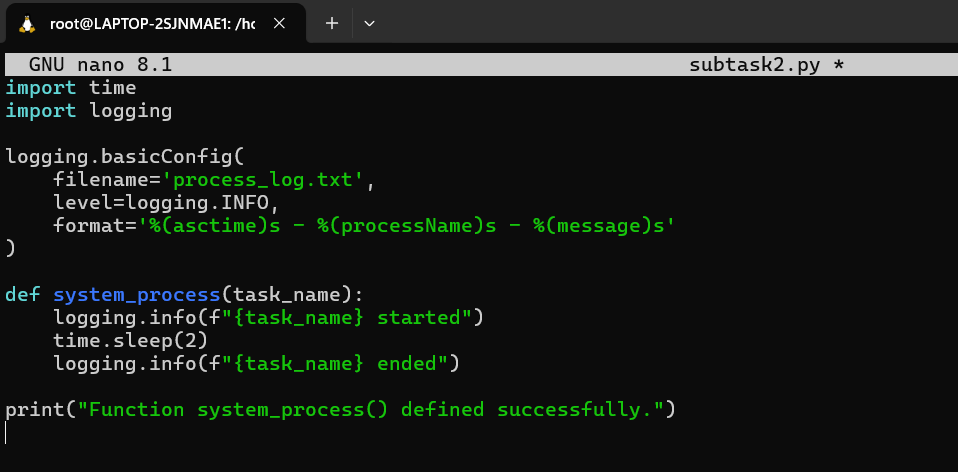 root@LAPTOP-2SJNMAE1: /ho
GNU nano 8.1 subtask2.py *
import time
import logging

logging.basicConfig(
    filename='process_log.txt',
    level=logging.INFO,
    format='%(asctime)s - %(processName)s - %(message)s'
)

def system_process(task_name):
    logging.info(f"{task_name} started")
    time.sleep(2)
    logging.info(f"{task_name} ended")

print("Function system_process() defined successfully.")